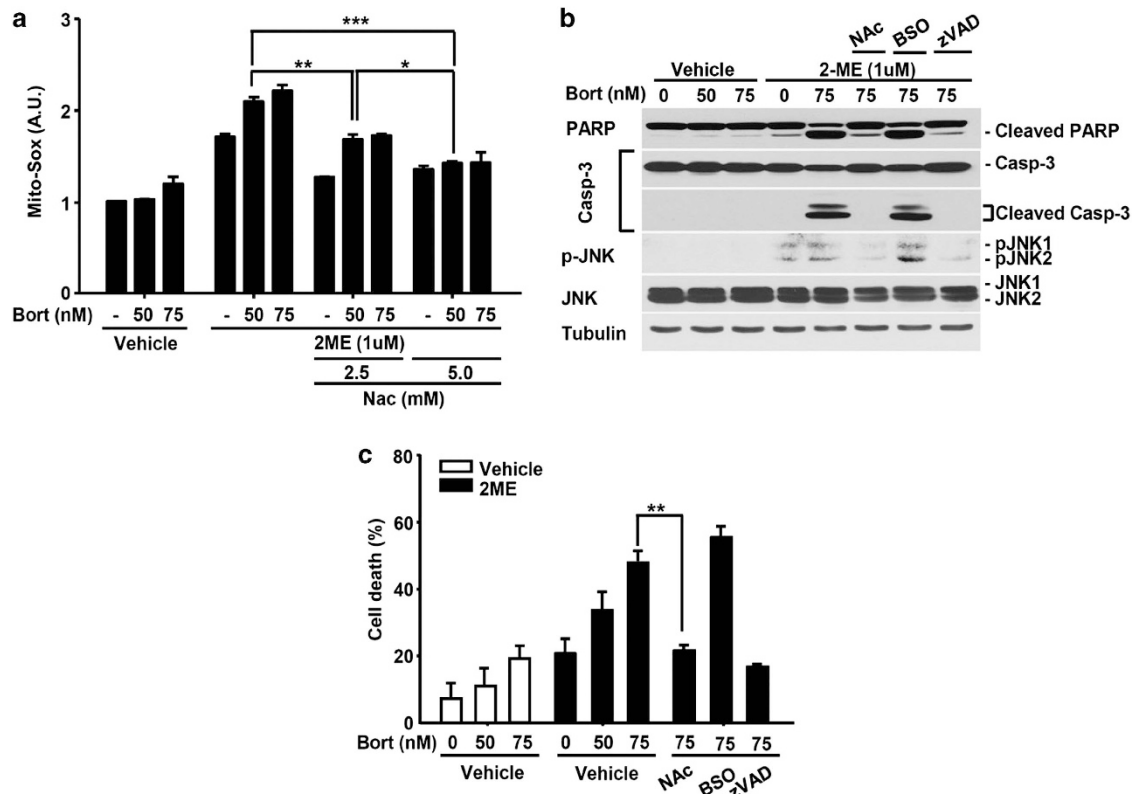 a
3
2
1
0
Mito-Sox (A.U.)
***
** *
Bort (nM) - 50 75 - 50 75 - 50 75 - 50 75
Vehicle 2ME (1uM)
2.5 5.0
Nac (mM)
b
NAc BSO zVAD
Vehicle 2-ME (1uM)
Bort (nM) 0 50 75 0 75 75 75 75
PARP - Cleaved PARP
Casp-3 - Casp-3
Cleaved Casp-3
p-JNK - pJNK1
- pJNK2
JNK - JNK1
- JNK2
Tubulin
c
Vehicle
2ME
80
60
40
20
0
Cell death (%)
**
Bort (nM) 0 50 75 0 50 75 75 75 75
Vehicle Vehicle NAc BSO zVAD